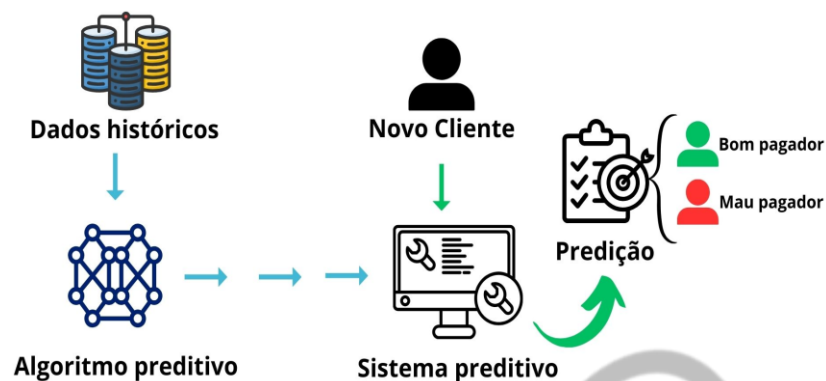 Dados históricos
Novo Cliente
Bom pagador
Mau pagador
Predição
Algoritmo preditivo
Sistema preditivo